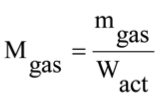 M_gas = m_gas / W_act